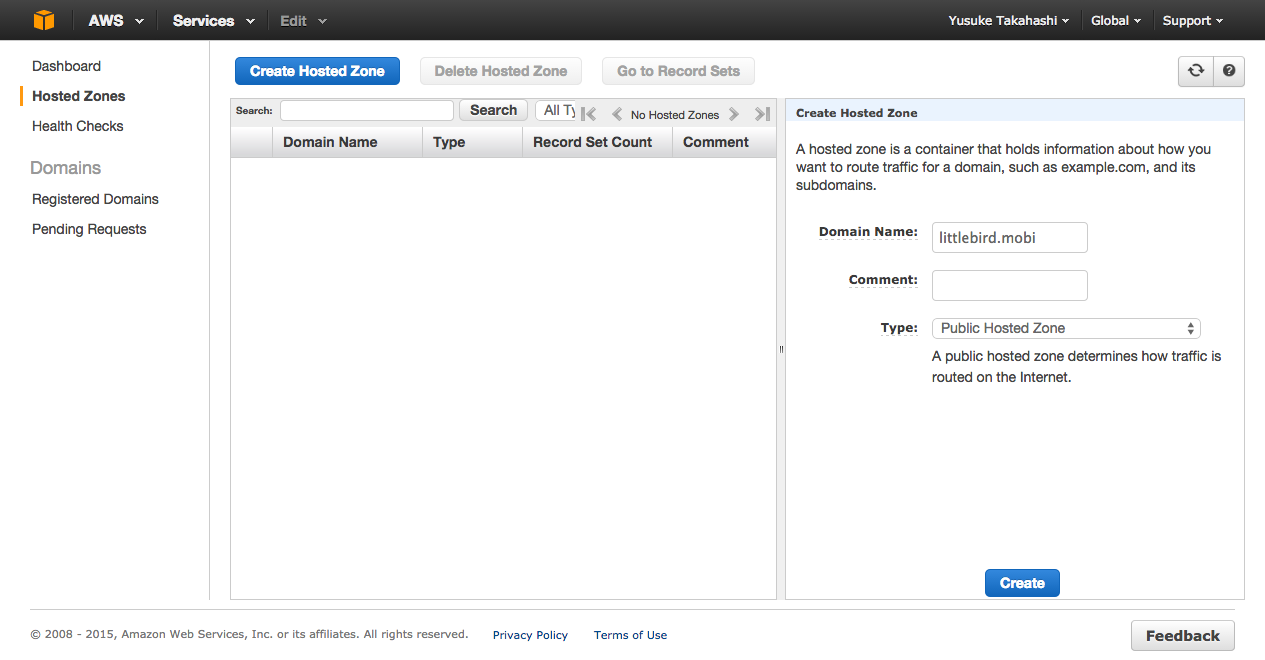 AWS Services Edit Yusuke Takahashi Global Support
Dashboard
Hosted Zones
Health Checks
Domains
Registered Domains
Pending Requests
Create Hosted Zone Delete Hosted Zone Go to Record Sets
Search: Search All Ty No Hosted Zones
Domain Name Type Record Set Count Comment
Create Hosted Zone
A hosted zone is a container that holds information about how you
want to route traffic for a domain, such as example.com, and its
subdomains.
Domain Name: littlebird.mobi
Comment:
Type: Public Hosted Zone
A public hosted zone determines how traffic is
routed on the Internet.
Create
© 2008 - 2015, Amazon Web Services, Inc. or its affiliates. All rights reserved. Privacy Policy Terms of Use
Feedback